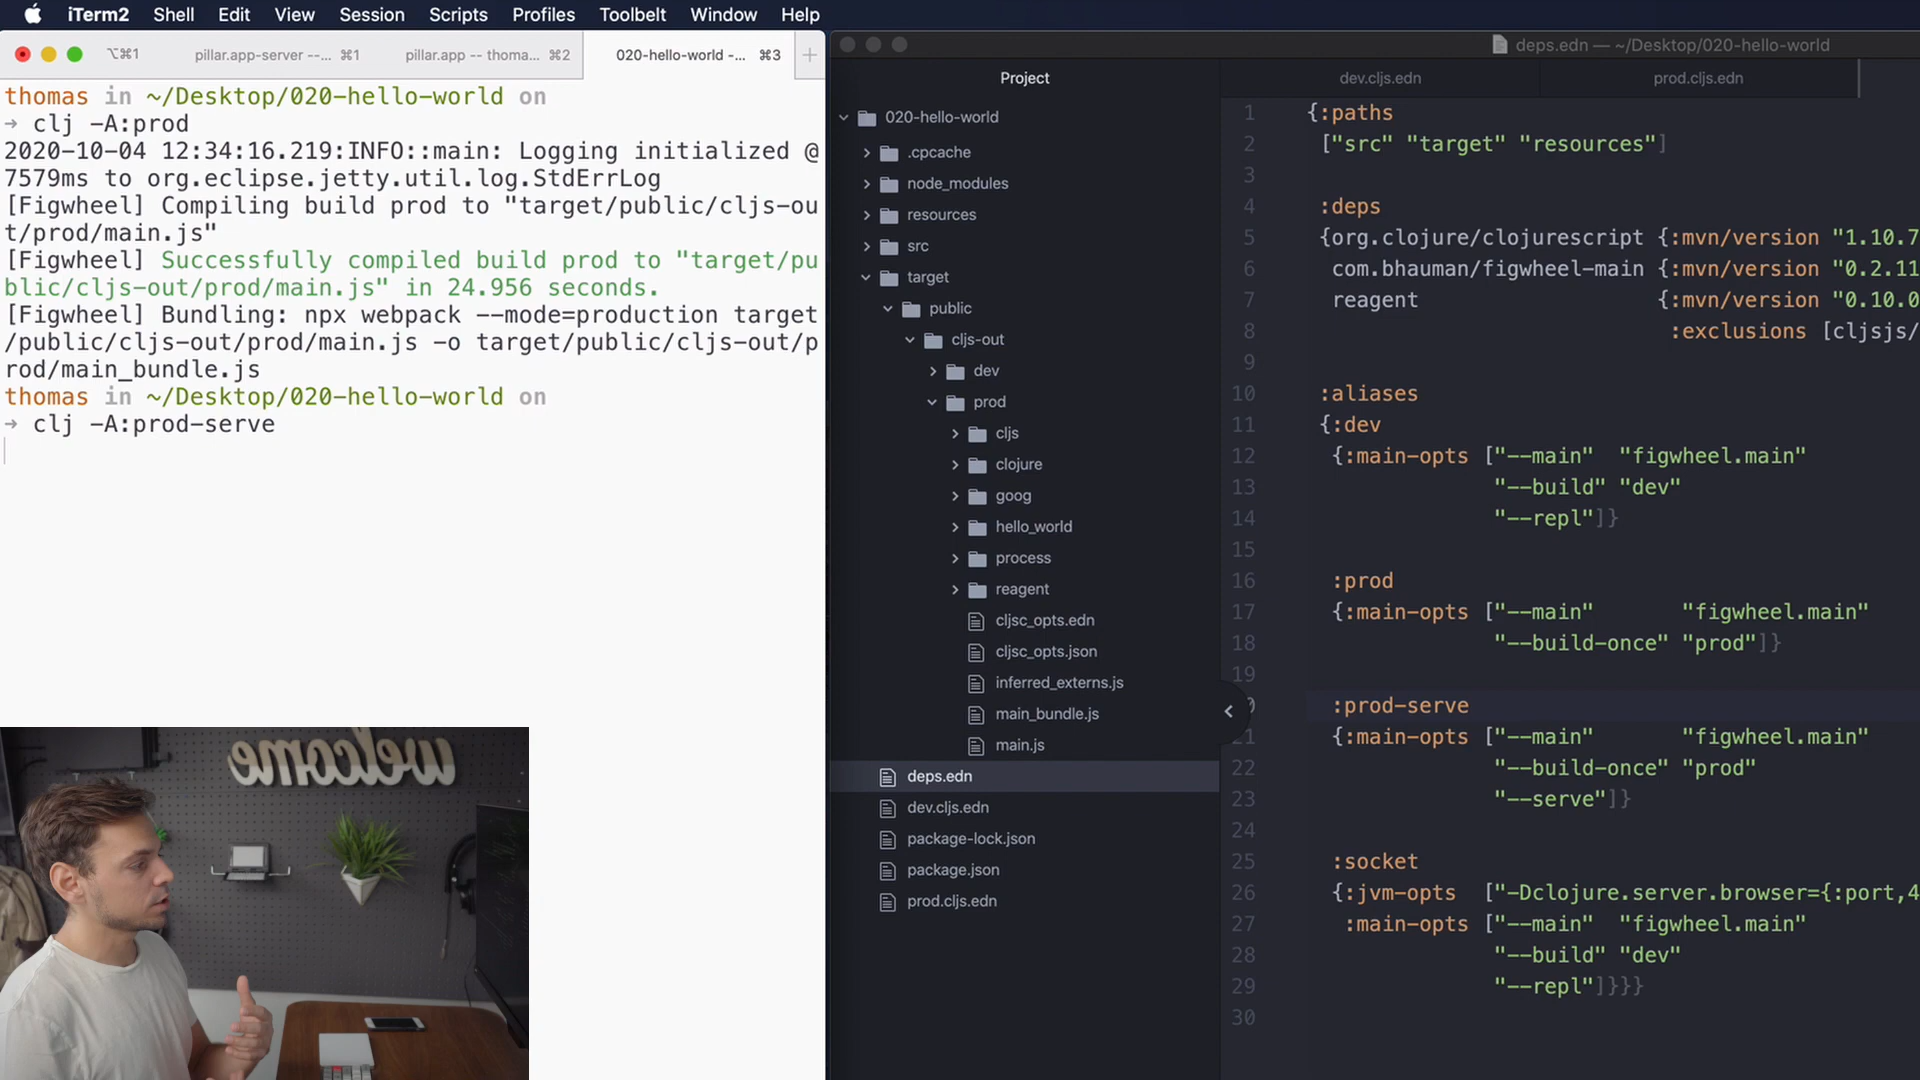 iTerm2 Shell Edit View Session Scripts Profiles Toolbelt Window Help
⌥⌘1 pillar.app-server --... ⌘1 pillar.app -- thoma... ⌘2 020-hello-world -... ⌘3 +
thomas in ~/Desktop/020-hello-world on
→ clj -A:prod
2020-10-04 12:34:16.219:INFO::main: Logging initialized @
7579ms to org.eclipse.jetty.util.log.StdErrLog
[Figwheel] Compiling build prod to "target/public/cljs-ou
t/prod/main.js"
[Figwheel] Successfully compiled build prod to "target/pu
blic/cljs-out/prod/main.js" in 24.956 seconds.
[Figwheel] Bundling: npx webpack --mode=production target
/public/cljs-out/prod/main.js -o target/public/cljs-out/p
rod/main_bundle.js
thomas in ~/Desktop/020-hello-world on
→ clj -A:prod-serve
welcome
deps.edn — ~/Desktop/020-hello-world
Project
020-hello-world
.cpcache
node_modules
resources
src
target
public
cljs-out
dev
prod
cljs
clojure
goog
hello_world
process
reagent
cljsc_opts.edn
cljsc_opts.json
inferred_externs.js
main_bundle.js
main.js
deps.edn
dev.cljs.edn
package-lock.json
package.json
prod.cljs.edn
dev.cljs.edn prod.cljs.edn
1 {:paths
2 ["src" "target" "resources"]
3
4 :deps
5 {org.clojure/clojurescript {:mvn/version "1.10.7
6 com.bhauman/figwheel-main {:mvn/version "0.2.11
7 reagent {:mvn/version "0.10.0
8 :exclusions [cljsjs/
9
10 :aliases
11 {:dev
12 {:main-opts ["--main" "figwheel.main"
13 "--build" "dev"
14 "--repl"]}
15
16 :prod
17 {:main-opts ["--main" "figwheel.main"
18 "--build-once" "prod"]}
19
:prod-serve
21 {:main-opts ["--main" "figwheel.main"
22 "--build-once" "prod"
23 "--serve"]}
24
25 :socket
26 {:jvm-opts ["-Dclojure.server.browser={:port,4
27 :main-opts ["--main" "figwheel.main"
28 "--build" "dev"
29 "--repl"]}}}
30